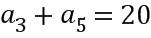 a₃ + a₅ = 20